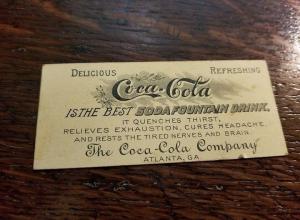 DELICIOUS REFRESHING
Coca-Cola
IS THE BEST SODA FOUNTAIN DRINK,
IT QUENCHES THIRST,
RELIEVES EXHAUSTION, CURES HEADACHE
AND RESTS THE TIRED NERVES AND BRAIN.
The Coca-Cola Company
ATLANTA, GA